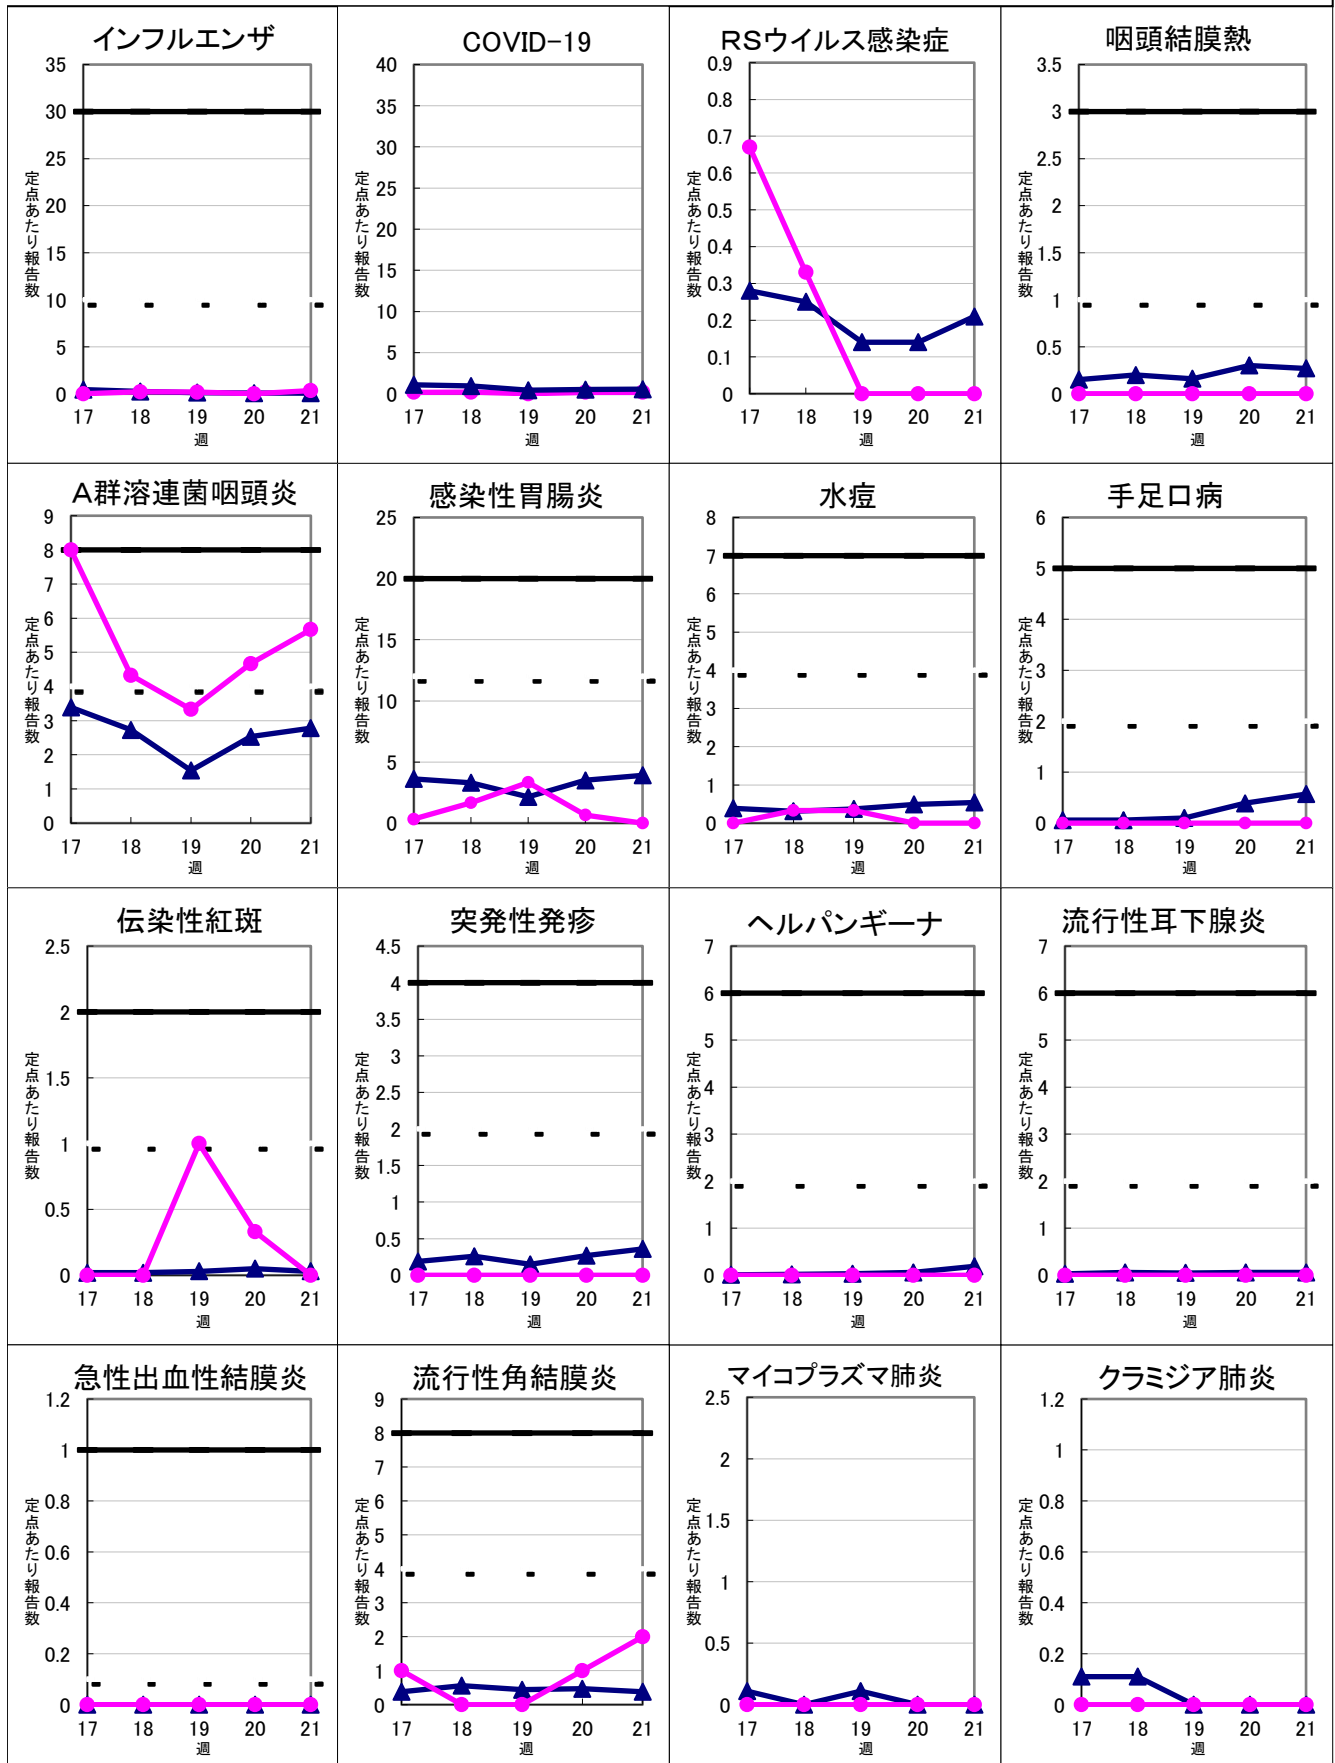 インフルエンザ
35
30
25
20
15
10
5
0
定点あたり報告数
17 18 19 20 21
週
COVID-19
40
35
30
25
20
15
10
5
0
定点あたり報告数
17 18 19 20 21
週
RSウイルス感染症
0.9
0.8
0.7
0.6
0.5
0.4
0.3
0.2
0.1
0
定点あたり報告数
17 18 19 20 21
週
咽頭結膜熱
3.5
3
2.5
2
1.5
1
0.5
0
定点あたり報告数
17 18 19 20 21
週
A群溶連菌咽頭炎
9
8
7
6
5
4
3
2
1
0
定点あたり報告数
17 18 19 20 21
週
感染性胃腸炎
25
20
15
10
5
0
定点あたり報告数
17 18 19 20 21
週
水痘
8
7
6
5
4
3
2
1
0
定点あたり報告数
17 18 19 20 21
週
手足口病
6
5
4
3
2
1
0
定点あたり報告数
17 18 19 20 21
週
伝染性紅斑
2.5
2
1.5
1
0.5
0
定点あたり報告数
17 18 19 20 21
週
突発性発疹
4.5
4
3.5
3
2.5
2
1.5
1
0.5
0
定点あたり報告数
17 18 19 20 21
週
ヘルパンギーナ
7
6
5
4
3
2
1
0
定点あたり報告数
17 18 19 20 21
週
流行性耳下腺炎
7
6
5
4
3
2
1
0
定点あたり報告数
17 18 19 20 21
週
急性出血性結膜炎
1.2
1
0.8
0.6
0.4
0.2
0
定点あたり報告数
17 18 19 20 21
週
流行性角結膜炎
9
8
7
6
5
4
3
2
1
0
定点あたり報告数
17 18 19 20 21
週
マイコプラズマ肺炎
2.5
2
1.5
1
0.5
0
定点あたり報告数
17 18 19 20 21
週
クラミジア肺炎
1.2
1
0.8
0.6
0.4
0.2
0
定点あたり報告数
17 18 19 20 21
週